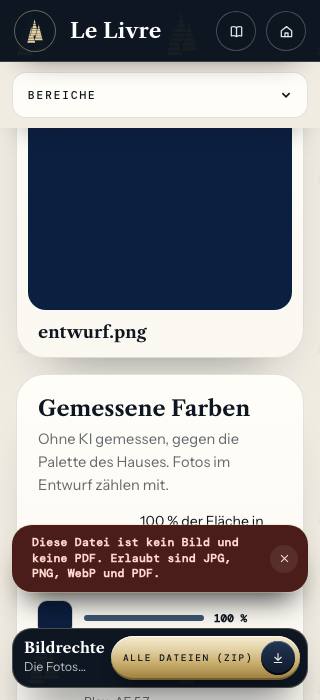 Le Livre
BEREICHE
entwurf.png
Gemessene Farben
Ohne KI gemessen, gegen die
Palette des Hauses. Fotos im
Entwurf zählen mit.
100 % der Fläche in
Diese Datei ist kein Bild und
keine PDF. Erlaubt sind JPG,
PNG, WebP und PDF.
100 %
Bildrechte
Die Fotos…
ALLE DATEIEN (ZIP)